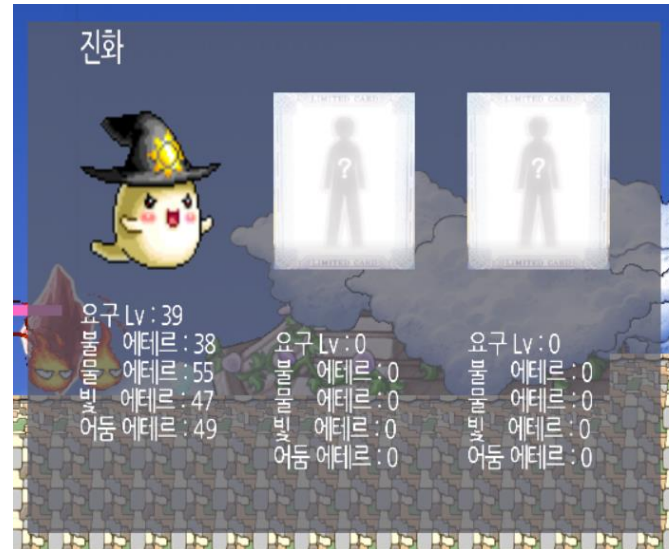 진화
LIMITED CARD
LIMITED CARD
?
?
LIMITED CARD
LIMITED CARD
요구 Lv : 39
불 에테르 : 38
물 에테르 : 55
빛 에테르 : 47
어둠 에테르 : 49
요구 Lv : 0
불 에테르 : 0
물 에테르 : 0
빛 에테르 : 0
어둠 에테르 : 0
요구 Lv : 0
불 에테르 : 0
물 에테르 : 0
빛 에테르 : 0
어둠 에테르 : 0